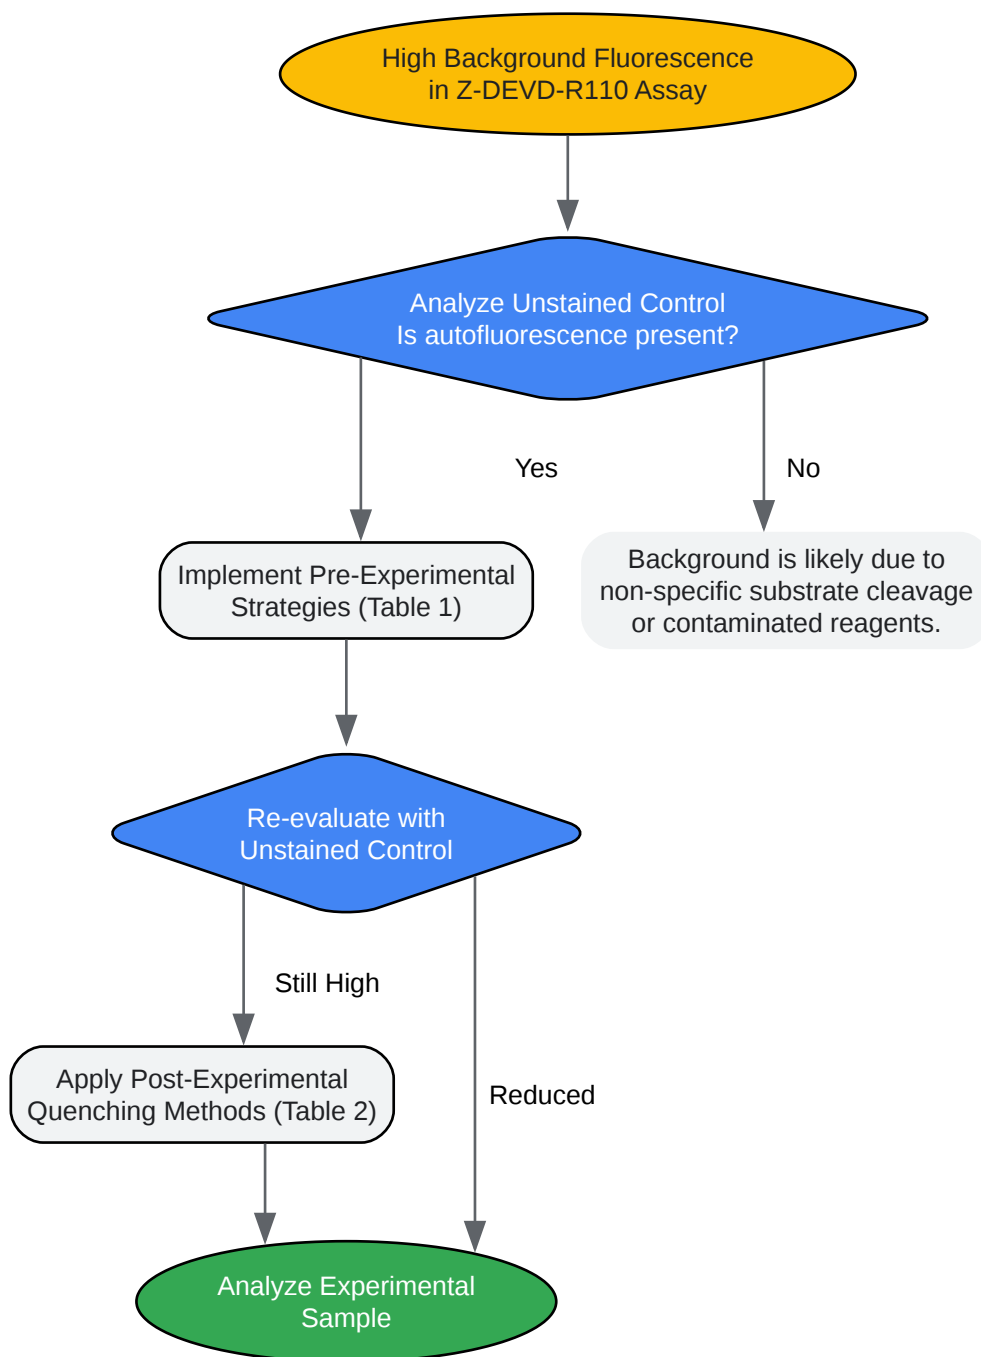 High Background Fluorescence
in Z-DEVD-R110 Assay
Analyze Unstained Control
Is autofluorescence present?
Yes
No
Implement Pre-Experimental
Strategies (Table 1)
Background is likely due to
non-specific substrate cleavage
or contaminated reagents.
Re-evaluate with
Unstained Control
Still High
Reduced
Apply Post-Experimental
Quenching Methods (Table 2)
Analyze Experimental
Sample